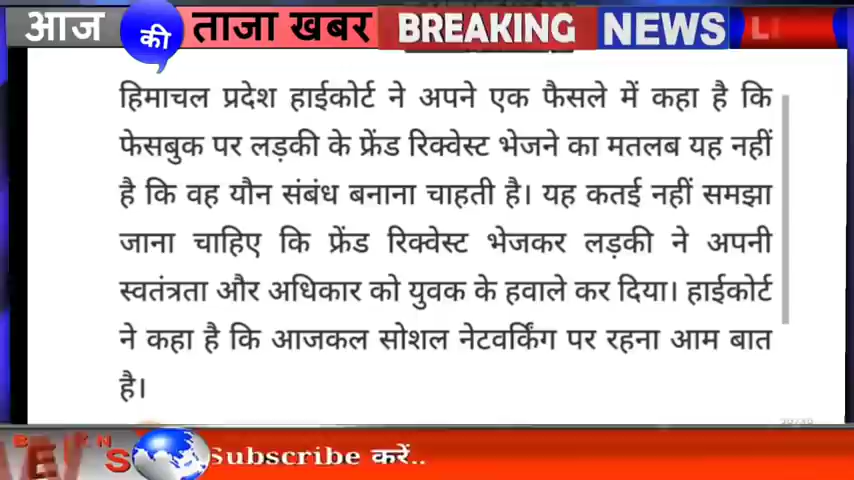 आज की ताजा खबर BREAKING NEWS LI
हिमाचल प्रदेश हाईकोर्ट ने अपने एक फैसले में कहा है कि
फेसबुक पर लड़की के फ्रेंड रिक्वेस्ट भेजने का मतलब यह नहीं
है कि वह यौन संबंध बनाना चाहती है। यह कतई नहीं समझा
जाना चाहिए कि फ्रेंड रिक्वेस्ट भेजकर लड़की ने अपनी
स्वतंत्रता और अधिकार को युवक के हवाले कर दिया। हाईकोर्ट
ने कहा है कि आजकल सोशल नेटवर्किंग पर रहना आम बात
है।
Subscribe करें..